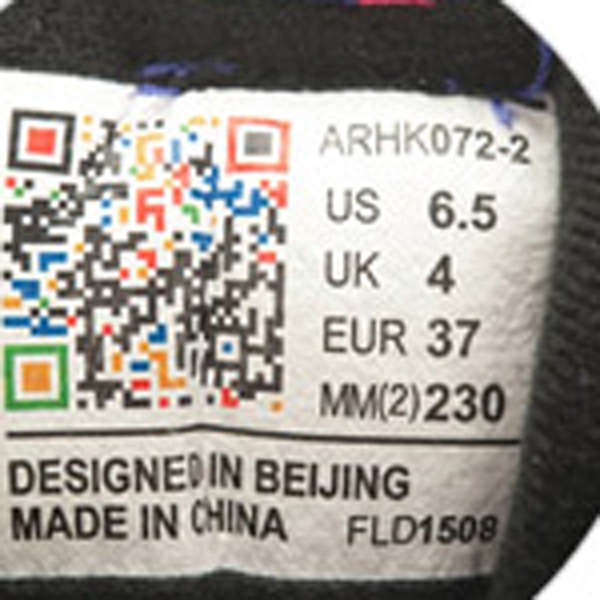 ARHK072-2
US 6.5
UK 4
EUR 37
MM(2) 230
DESIGNED IN BEIJING
MADE IN CHINA FLD1508